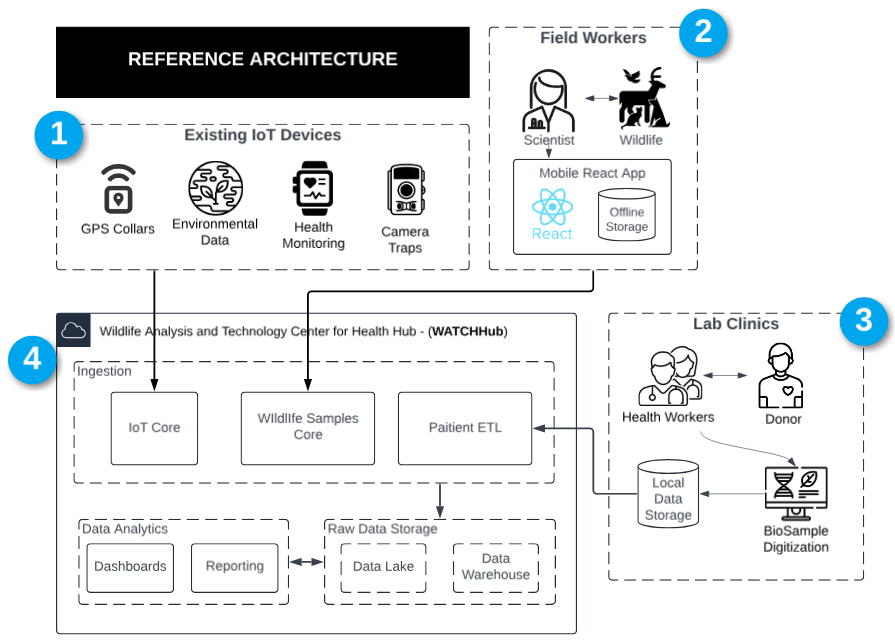 REFERENCE ARCHITECTURE
1
Existing IoT Devices
GPS Collars
Environmental
Data
Health
Monitoring
Camera
Traps
2
Field Workers
Scientist
Wildlife
Mobile React App
React
Offline
Storage
3
Lab Clinics
Health Workers
Donor
Local
Data
Storage
BioSample
Digitization
4
Wildlife Analysis and Technology Center for Health Hub - (WATCHHub)
Ingestion
IoT Core
WIldlIfe Samples
Core
Paitient ETL
Data Analytics
Dashboards
Reporting
Raw Data Storage
Data Lake
Data
Warehouse